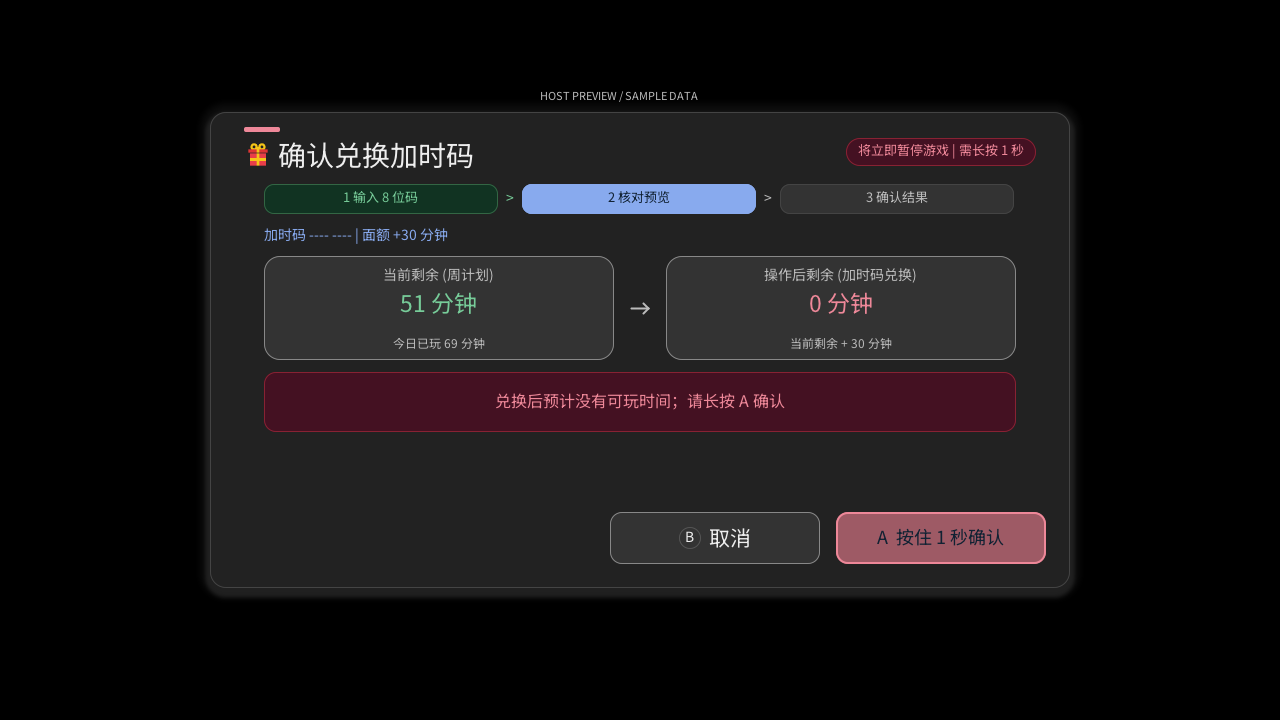 HOST PREVIEW / SAMPLE DATA
确认兑换加时码
将立即暂停游戏 | 需长按 1 秒
1 输入 8 位码 > 2 核对预览 > 3 确认结果
加时码 ---- ---- | 面额 +30 分钟
当前剩余 (周计划)
51 分钟
今日已玩 69 分钟
→
操作后剩余 (加时码兑换)
0 分钟
当前剩余 + 30 分钟
兑换后预计没有可玩时间；请长按 A 确认
B 取消
A 按住 1 秒确认